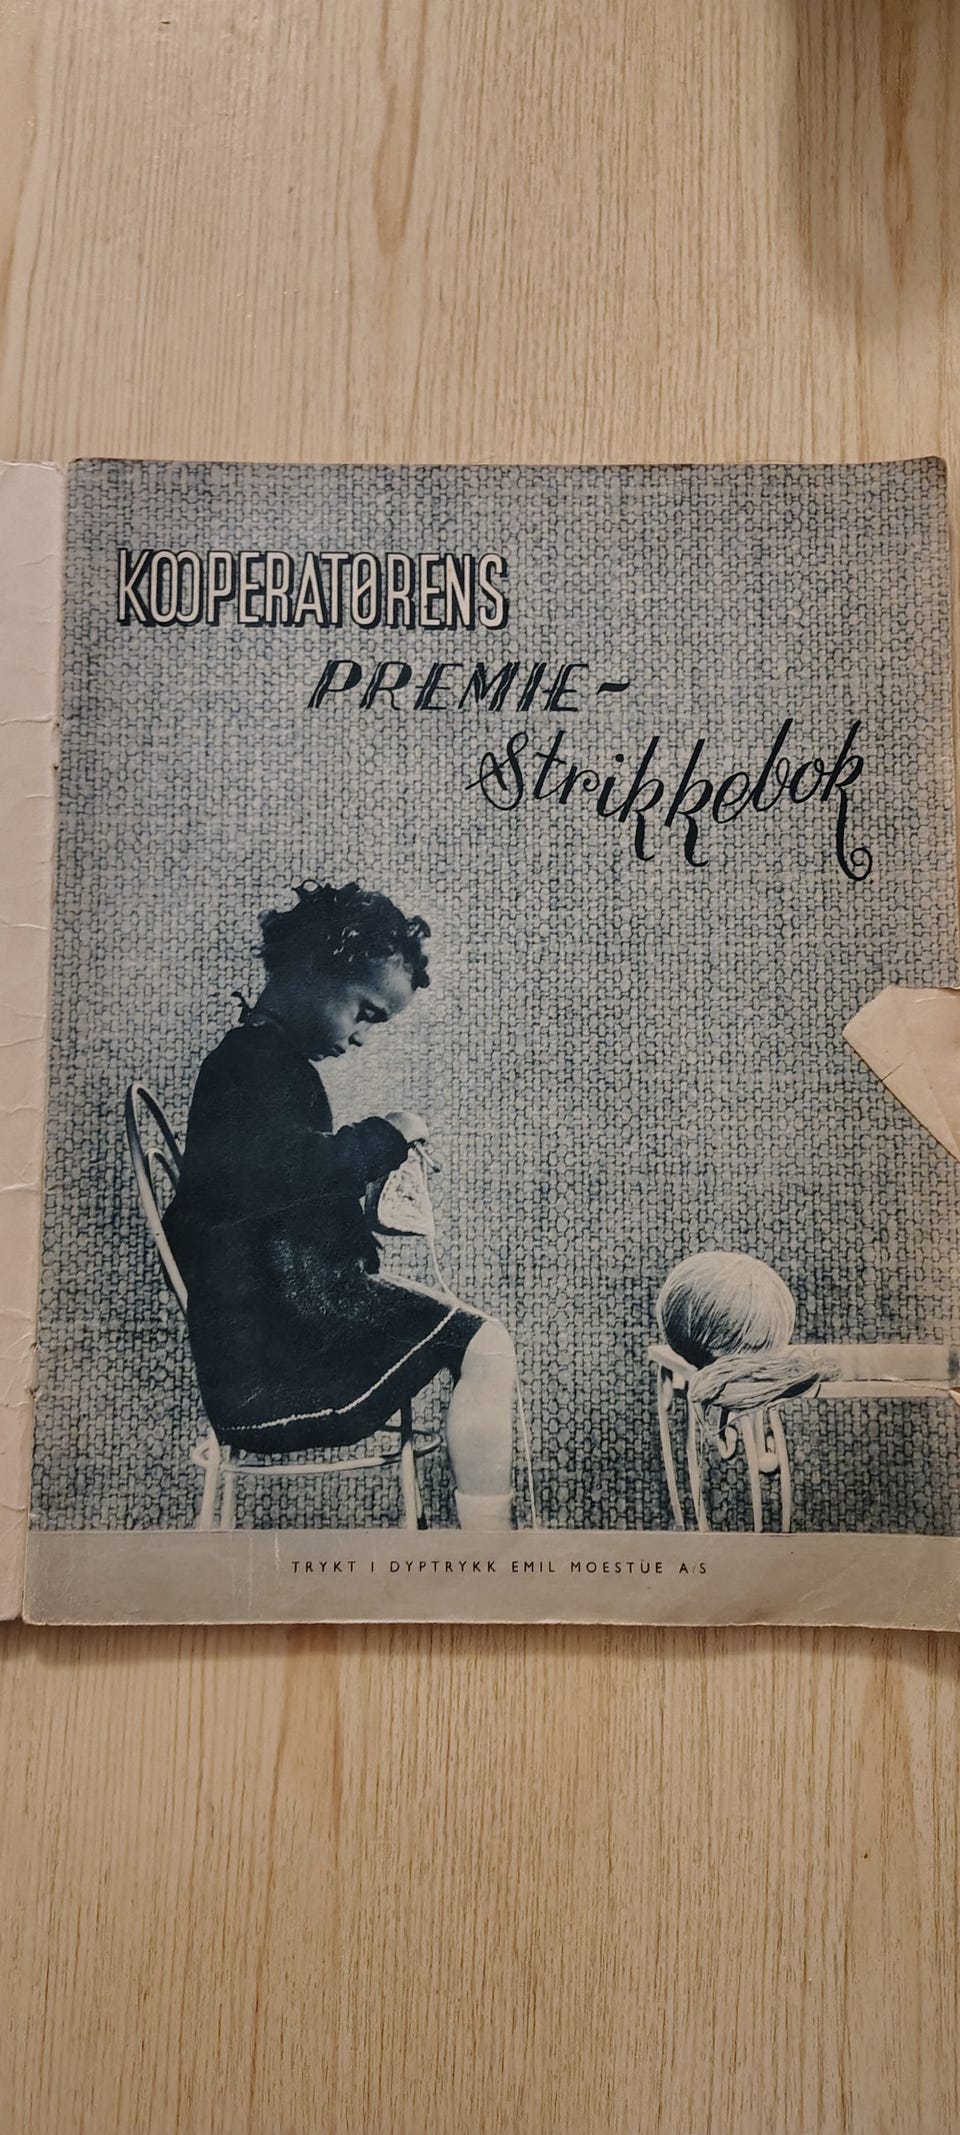 KOOPERATØRENS
PREMIE-
Strikkebok
TRYKT I DYPTRYKK EMIL MOESTUE A/S